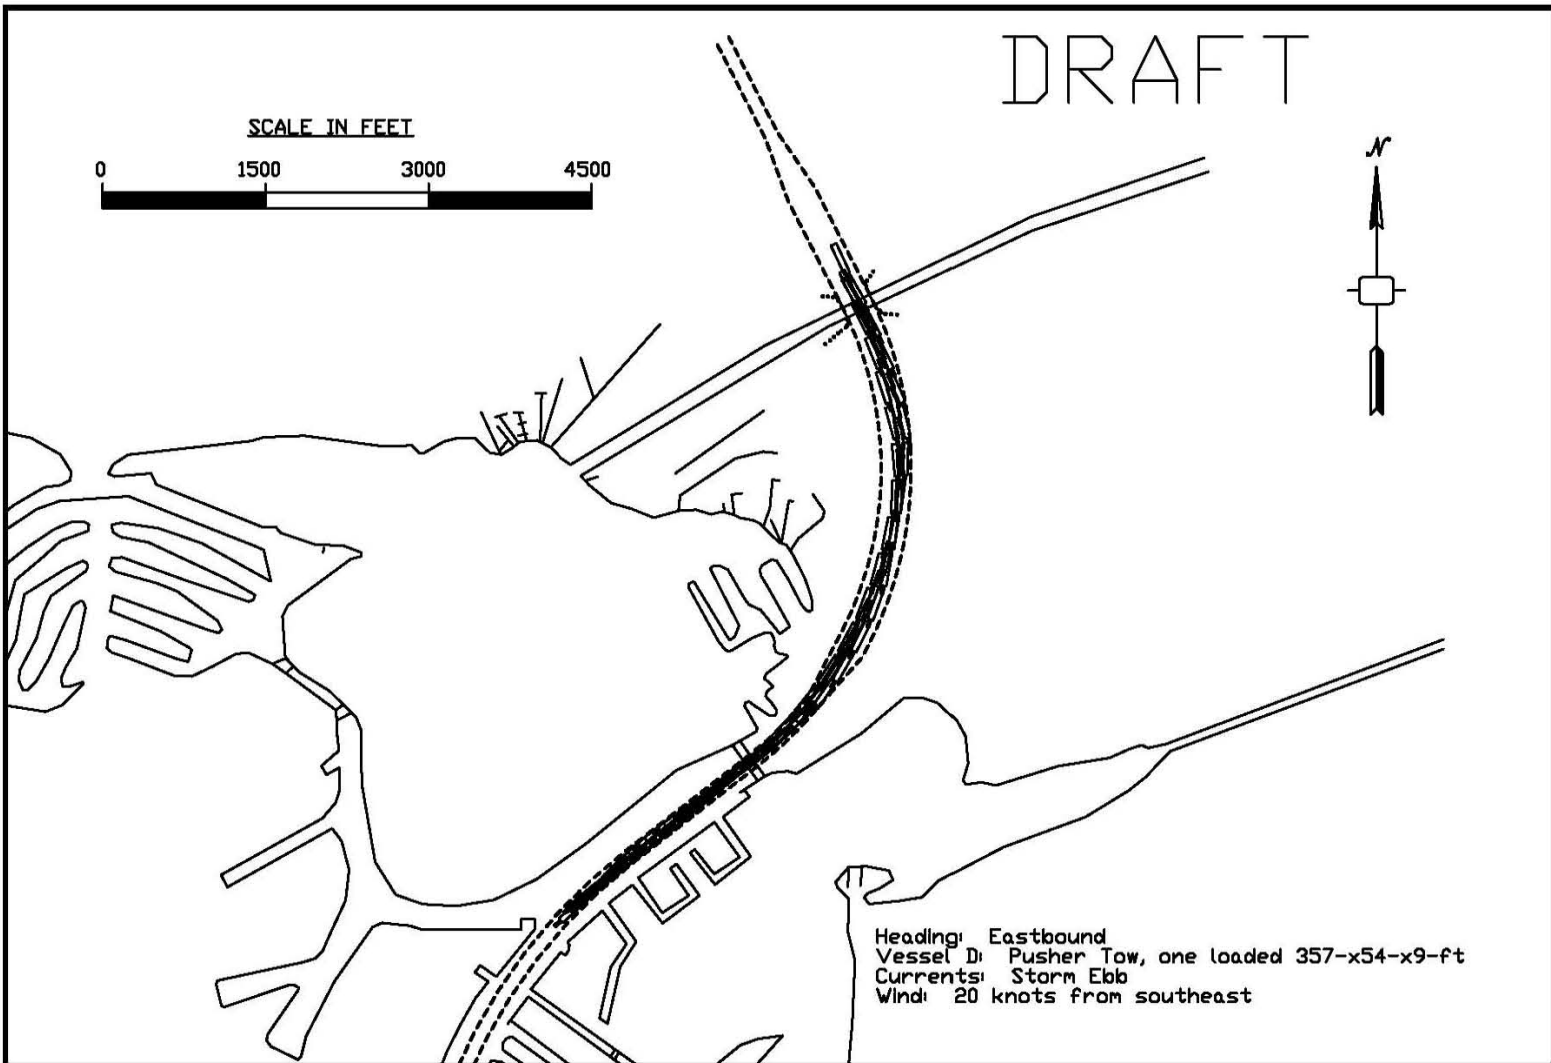 DRAFT
SCALE IN FEET
0 1500 3000 4500
N
Heading: Eastbound
Vessel D: Pusher Tow, one loaded 357-x54-x9-ft
Currents: Storm Ebb
Wind: 20 knots from southeast